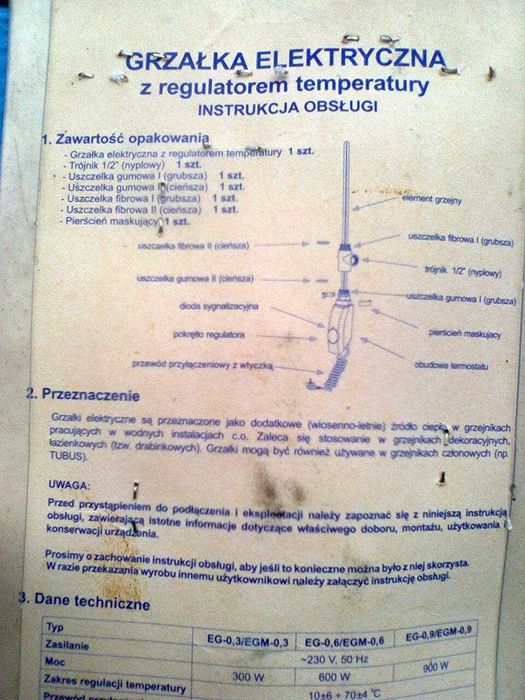 GRZAŁKA ELEKTRYCZNA
z regulatorem temperatury
INSTRUKCJA OBSŁUGI
1. Zawartość opakowania
- Grzałka elektryczna z regulatorem temperatury 1 szt.
- Trójnik 1/2" (nyplowy) 1 szt.
- Uszczelka gumowa I (grubsza) 1 szt.
- Uszczelka gumowa II (cieńsza) 1 szt.
- Uszczelka fibrowa I (grubsza) 1 szt.
- Uszczelka fibrowa II (cieńsza) 1 szt.
- Pierścień maskujący 1 szt.
element grzejny
uszczelka fibrowa I (grubsza)
uszczelka fibrowa II (cieńsza)
trójnik 1/2" (nyplowy)
uszczelka gumowa II (cieńsza)
uszczelka gumowa I (grubsza)
dioda sygnalizacyjna
pierścień maskujący
pokrętło regulatora
obudowa termostatu
przewód przyłączeniowy z wtyczką
2. Przeznaczenie
Grzałki elektryczne są przeznaczone jako dodatkowe (wiosenno-letnie) źródło ciepła w grzejnikach
pracujących w wodnych instalacjach c.o. Zaleca się stosowanie w grzejnikach dekoracyjnych,
łazienkowych (tzw. drabinkowych). Grzałki mogą być również używane w grzejnikach członowych (np.
TUBUS).
UWAGA:
Przed przystąpieniem do podłączenia i eksploatacji należy zapoznać się z niniejszą instrukcją
obsługi, zawierającą istotne informacje dotyczące właściwego doboru, montażu, użytkowania i
konserwacji urządzenia.
Prosimy o zachowanie instrukcji obsługi, aby jeśli to konieczne można było z niej skorzysta.
W razie przekazania wyrobu innemu użytkownikowi należy załączyć instrukcję obsługi.
3. Dane techniczne
Typ EG-0,3/EGM-0,3 EG-0,6/EGM-0,6 EG-0,9/EGM-0,9
Zasilanie ~230 V, 50 Hz
Moc 300 W 600 W 900 W
Zakres regulacji temperatury 10±6 ÷ 70±4 °C